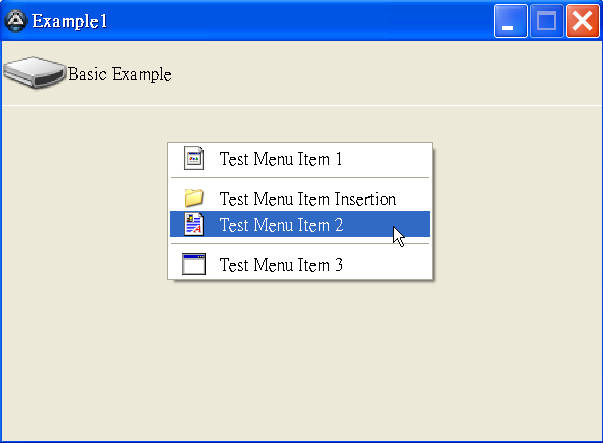 Example1
Basic Example
Test Menu Item 1
Test Menu Item Insertion
Test Menu Item 2
Test Menu Item 3